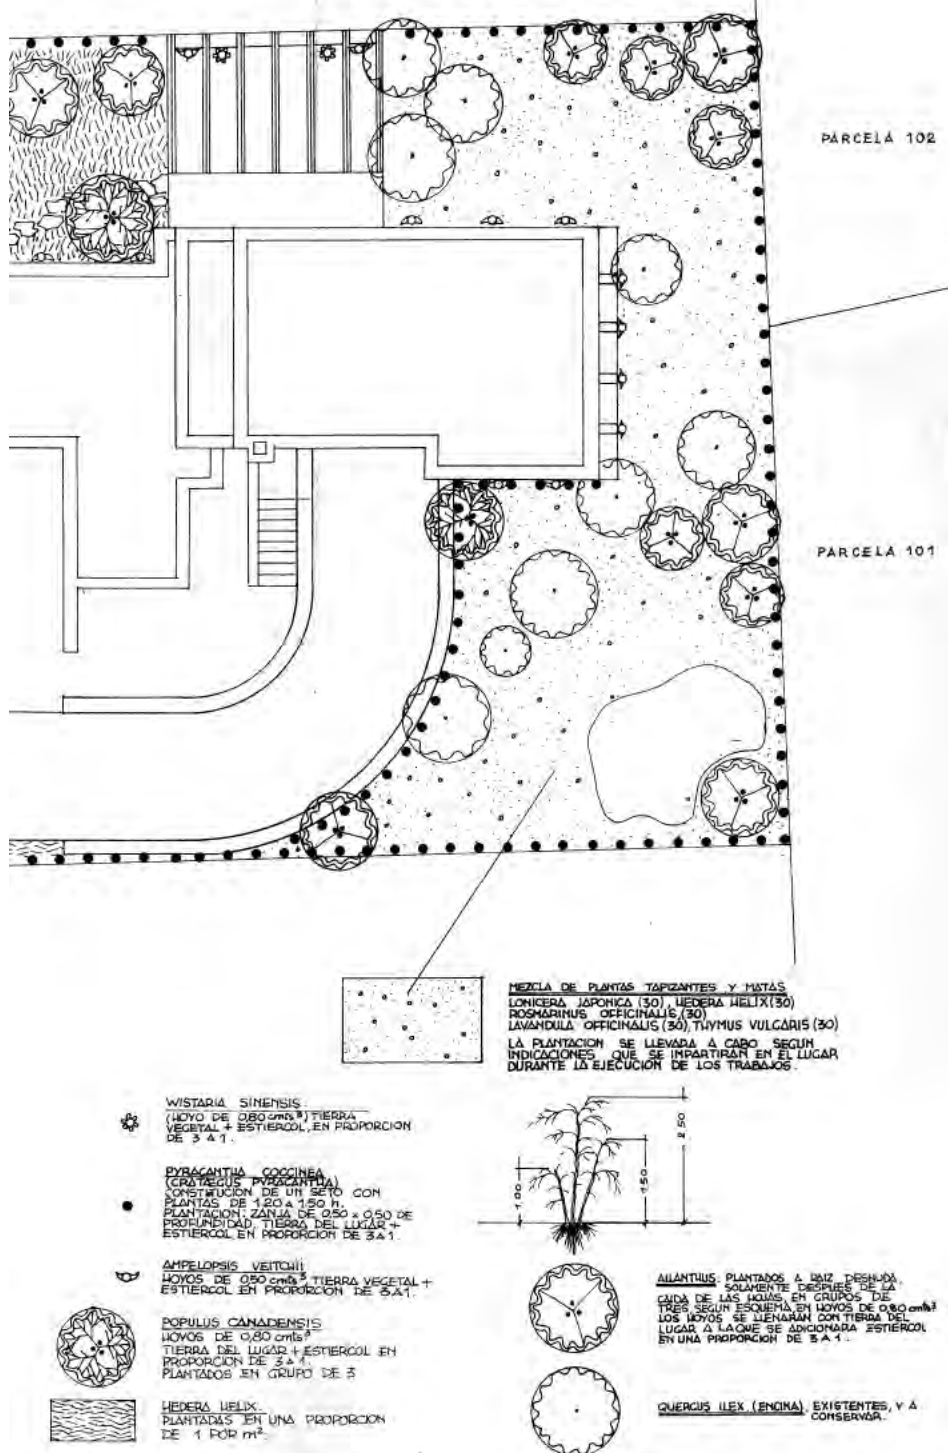 PARCELA 102
PARCELA 101
MEZCLA DE PLANTAS TAPIZANTES Y MATAS
LONICERA JAPONICA (30), HEDERA HELIX (30)
ROSMARINUS OFFICINALIS, (30)
LAVANDULA OFFICINALIS (30), THYMUS VULGARIS (30)
LA PLANTACION SE LLEVARA A CABO SEGUN
INDICACIONES QUE SE IMPARTIRAN EN EL LUGAR
DURANTE LA EJECUCIÓN DE LOS TRABAJOS.
WISTARIA SINENSIS.
(HOYO DE 0,80 cmts³) TIERRA
VEGETAL + ESTIERCOL, EN PROPORCION
DE 3 A 1.
PYRACANTHA COCCINEA
(CRATAEGUS PYRACANTHA)
CONSTITUCION DE UN SETO CON
PLANTAS DE 1.20 A 1.50 h.
PLANTACION: ZANJA DE 0,50 x 0,50 DE
PROFUNDIDAD, TIERRA DEL LUGAR +
ESTIERCOL EN PROPORCION DE 3 A 1.
AMPELOPSIS VEITCHII
HOYOS DE 0,50 cmts³ TIERRA VEGETAL +
ESTIERCOL EN PROPORCION DE 3 A 1.
POPULUS CANADENSIS
HOYOS DE 0,80 cmts³
TIERRA DEL LUGAR + ESTIERCOL EN
PROPORCION DE 3 A 1.
PLANTADOS EN GRUPO DE 3
HEDERA HELIX.
PLANTADAS EN UNA PROPORCION
DE 1 POR m².
1.00
1.50
2.50
AILANTHUS: PLANTADOS A RAIZ DESNUDA,
SOLAMENTE DESPUES DE LA
CAIDA DE LAS HOJAS, EN GRUPOS DE
TRES, SEGUN ESQUEMA, EN HOYOS DE 0,80 cmts³
LOS HOYOS SE LLENARAN CON TIERRA DEL
LUGAR A LA QUE SE ADICIONARA ESTIERCOL
EN UNA PROPORCION DE 3 A 1.
QUERCUS ILEX (ENCINA), EXISTENTES, Y A
CONSERVAR.